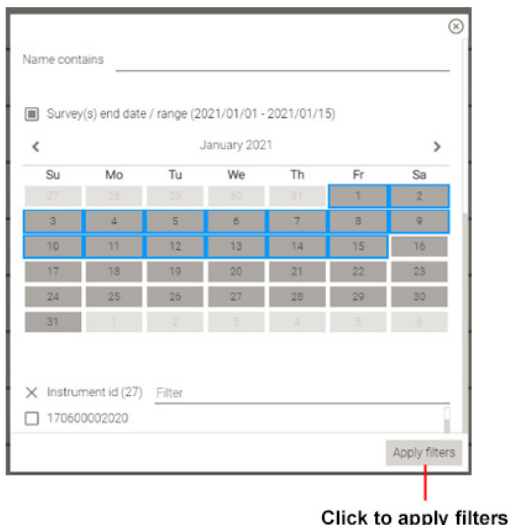 Name contains
Survey(s) end date / range (2021/01/01 - 2021/01/15)
January 2021
Su Mo Tu We Th Fr Sa
27 28 29 30 31 1 2
3 4 5 6 7 8 9
10 11 12 13 14 15 16
17 18 19 20 21 22 23
24 25 26 27 28 29 30
31 1 2 3 4 5 6
Instrument id (27) Filter
170600002020
Apply filters
Click to apply filters